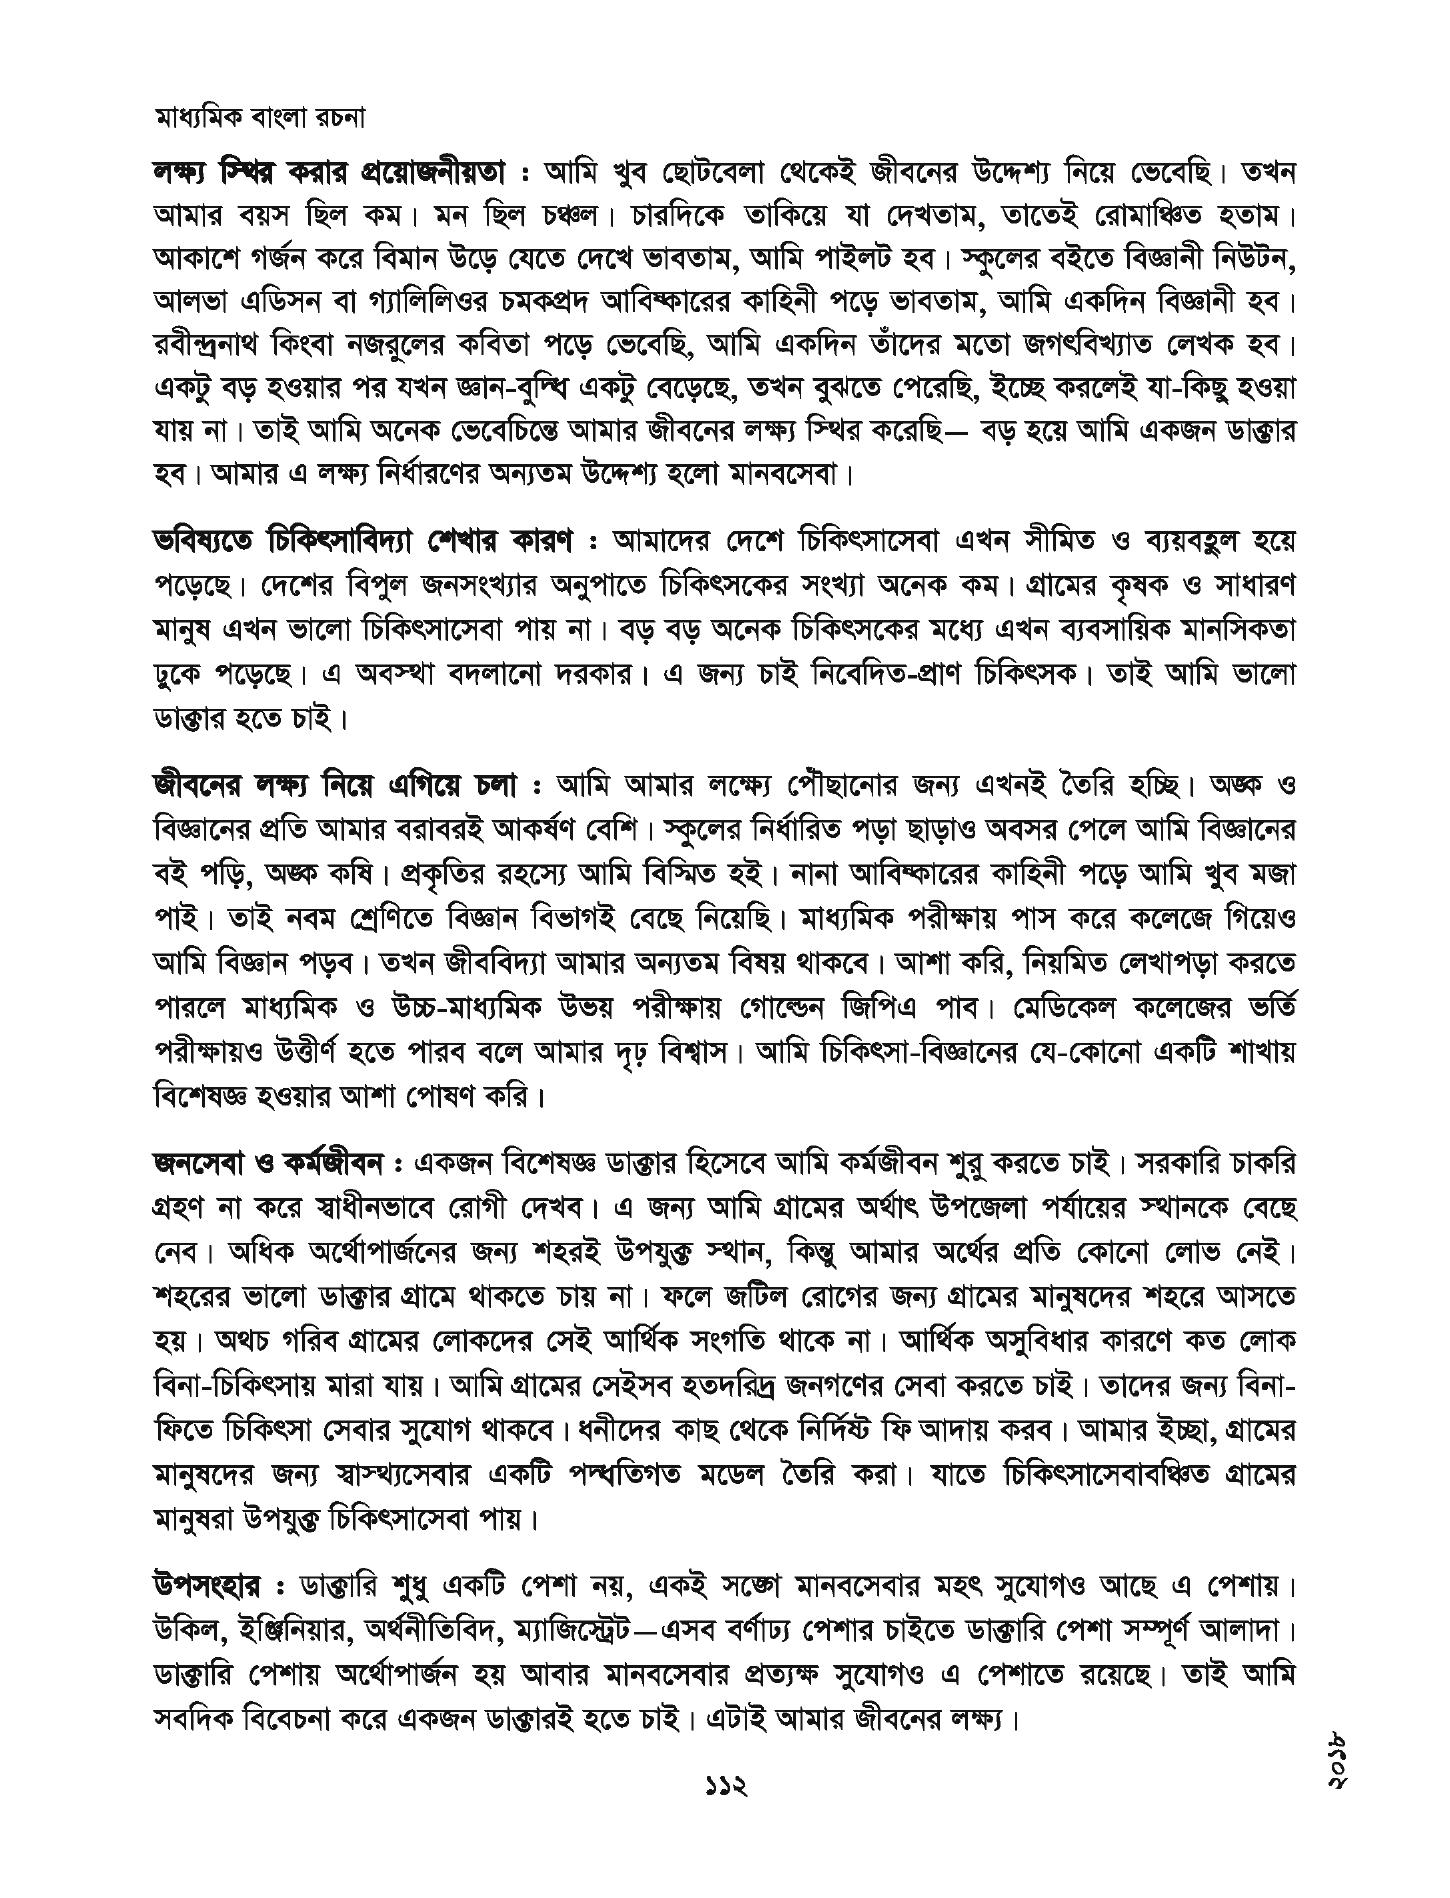 মাধ্যমিক বাংলা রচনা
লক্ষ্য স্থির করার প্রয়োজনীয়তা : আমি খুব ছোটবেলা থেকেই জীবনের উদ্দেশ্য নিয়ে ভেবেছি। তখন
আমার বয়স ছিল কম। মন ছিল চঞ্চল। চারদিকে তাকিয়ে যা দেখতাম, তাতেই রোমাঞ্চিত হতাম।
আকাশে গর্জন করে বিমান উড়ে যেতে দেখে ভাবতাম, আমি পাইলট হব। স্কুলের বইতে বিজ্ঞানী নিউটন,
আলভা এডিসন বা গ্যালিলিওর চমকপ্রদ আবিষ্কারের কাহিনী পড়ে ভাবতাম, আমি একদিন বিজ্ঞানী হব।
রবীন্দ্রনাথ কিংবা নজরুলের কবিতা পড়ে ভেবেছি, আমি একদিন তাঁদের মতো জগৎবিখ্যাত লেখক হব।
একটু বড় হওয়ার পর যখন জ্ঞান-বুদ্ধি একটু বেড়েছে, তখন বুঝতে পেরেছি, ইচ্ছে করলেই যা-কিছু হওয়া
যায় না। তাই আমি অনেক ভেবেচিন্তে আমার জীবনের লক্ষ্য স্থির করেছি— বড় হয়ে আমি একজন ডাক্তার
হব। আমার এ লক্ষ্য নির্ধারণের অন্যতম উদ্দেশ্য হলো মানবসেবা।
ভবিষ্যতে চিকিৎসাবিদ্যা শেখার কারণ : আমাদের দেশে চিকিৎসাসেবা এখন সীমিত ও ব্যয়বহুল হয়ে
পড়েছে। দেশের বিপুল জনসংখ্যার অনুপাতে চিকিৎসকের সংখ্যা অনেক কম। গ্রামের কৃষক ও সাধারণ
মানুষ এখন ভালো চিকিৎসাসেবা পায় না। বড় বড় অনেক চিকিৎসকের মধ্যে এখন ব্যবসায়িক মানসিকতা
ঢুকে পড়েছে। এ অবস্থা বদলানো দরকার। এ জন্য চাই নিবেদিত-প্রাণ চিকিৎসক। তাই আমি ভালো
ডাক্তার হতে চাই।
জীবনের লক্ষ্য নিয়ে এগিয়ে চলা : আমি আমার লক্ষ্যে পৌঁছানোর জন্য এখনই তৈরি হচ্ছি। অঙ্ক ও
বিজ্ঞানের প্রতি আমার বরাবরই আকর্ষণ বেশি। স্কুলের নির্ধারিত পড়া ছাড়াও অবসর পেলে আমি বিজ্ঞানের
বই পড়ি, অঙ্ক কষি। প্রকৃতির রহস্যে আমি বিস্মিত হই। নানা আবিষ্কারের কাহিনী পড়ে আমি খুব মজা
পাই। তাই নবম শ্রেণিতে বিজ্ঞান বিভাগই বেছে নিয়েছি। মাধ্যমিক পরীক্ষায় পাস করে কলেজে গিয়েও
আমি বিজ্ঞান পড়ব। তখন জীববিদ্যা আমার অন্যতম বিষয় থাকবে। আশা করি, নিয়মিত লেখাপড়া করতে
পারলে মাধ্যমিক ও উচ্চ-মাধ্যমিক উভয় পরীক্ষায় গোল্ডেন জিপিএ পাব। মেডিকেল কলেজের ভর্তি
পরীক্ষায়ও উত্তীর্ণ হতে পারব বলে আমার দৃঢ় বিশ্বাস। আমি চিকিৎসা-বিজ্ঞানের যে-কোনো একটি শাখায়
বিশেষজ্ঞ হওয়ার আশা পোষণ করি।
জনসেবা ও কর্মজীবন : একজন বিশেষজ্ঞ ডাক্তার হিসেবে আমি কর্মজীবন শুরু করতে চাই। সরকারি চাকরি
গ্রহণ না করে স্বাধীনভাবে রোগী দেখব। এ জন্য আমি গ্রামের অর্থাৎ উপজেলা পর্যায়ের স্থানকে বেছে
নেব। অধিক অর্থোপার্জনের জন্য শহরই উপযুক্ত স্থান, কিন্তু আমার অর্থের প্রতি কোনো লোভ নেই।
শহরের ভালো ডাক্তার গ্রামে থাকতে চায় না। ফলে জটিল রোগের জন্য গ্রামের মানুষদের শহরে আসতে
হয়। অথচ গরিব গ্রামের লোকদের সেই আর্থিক সংগতি থাকে না। আর্থিক অসুবিধার কারণে কত লোক
বিনা-চিকিৎসায় মারা যায়। আমি গ্রামের সেইসব হতদরিদ্র জনগণের সেবা করতে চাই। তাদের জন্য বিনা-
ফিতে চিকিৎসা সেবার সুযোগ থাকবে। ধনীদের কাছ থেকে নির্দিষ্ট ফি আদায় করব। আমার ইচ্ছা, গ্রামের
মানুষদের জন্য স্বাস্থ্যসেবার একটি পদ্ধতিগত মডেল তৈরি করা। যাতে চিকিৎসাসেবাবঞ্চিত গ্রামের
মানুষরা উপযুক্ত চিকিৎসাসেবা পায়।
উপসংহার : ডাক্তারি শুধু একটি পেশা নয়, একই সঙ্গে মানবসেবার মহৎ সুযোগও আছে এ পেশায়।
উকিল, ইঞ্জিনিয়ার, অর্থনীতিবিদ, ম্যাজিস্ট্রেট—এসব বর্ণাঢ্য পেশার চাইতে ডাক্তারি পেশা সম্পূর্ণ আলাদা।
ডাক্তারি পেশায় অর্থোপার্জন হয় আবার মানবসেবার প্রত্যক্ষ সুযোগও এ পেশাতে রয়েছে। তাই আমি
সবদিক বিবেচনা করে একজন ডাক্তারই হতে চাই। এটাই আমার জীবনের লক্ষ্য।
১১২
২০১৮